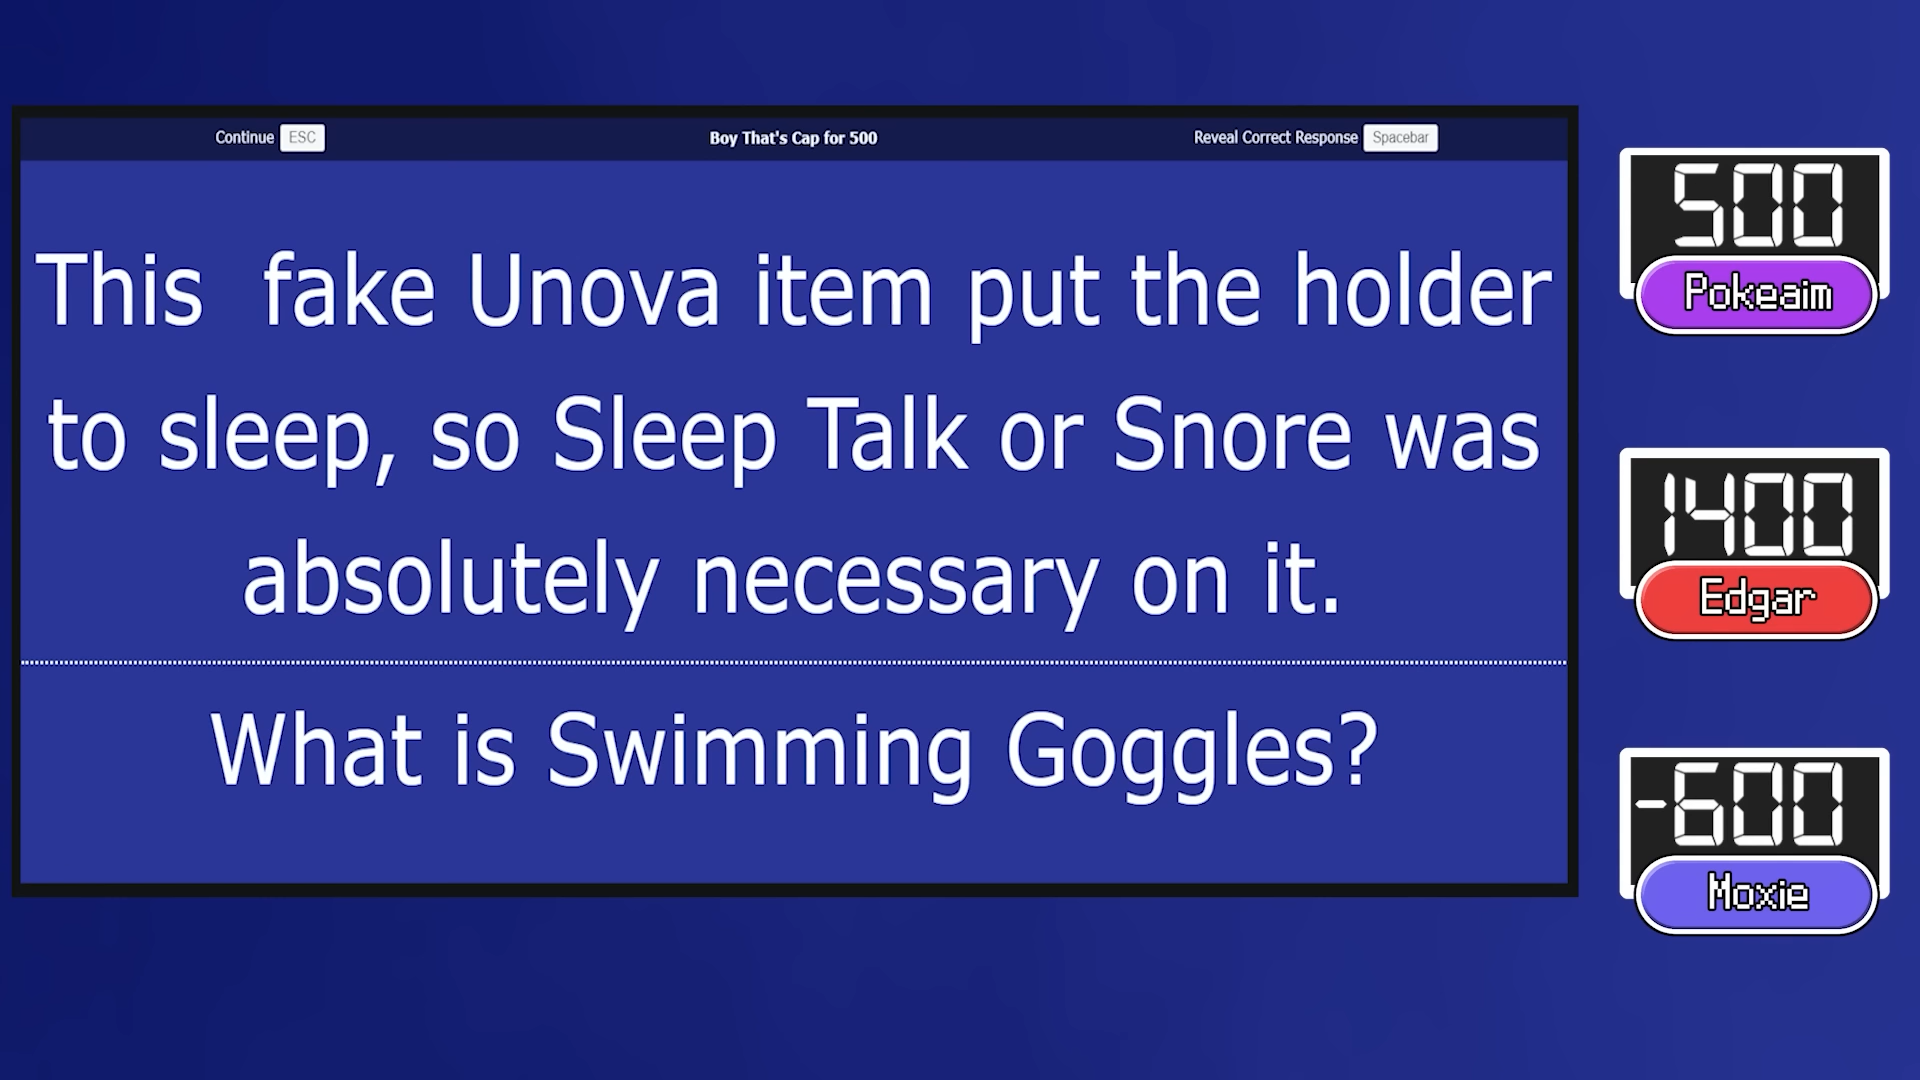 Continue ESC Boy That's Cap for 500 Reveal Correct Response Spacebar
This  fake Unova item put the holder
to sleep, so Sleep Talk or Snore was
absolutely necessary on it.
What is Swimming Goggles?
500
Pokeaim
1400
Edgar
-600
Moxie